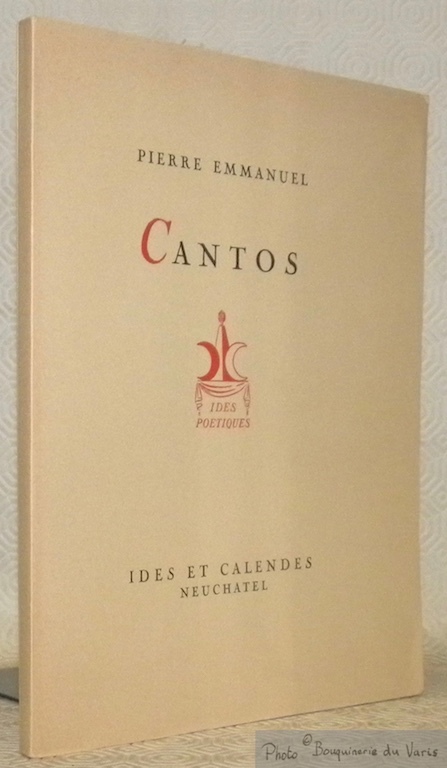 PIERRE EMMANUEL
CANTOS
IDES
POETIQUES
IDES ET CALENDES
NEUCHATEL
Photo © Bouquinerie du Varis